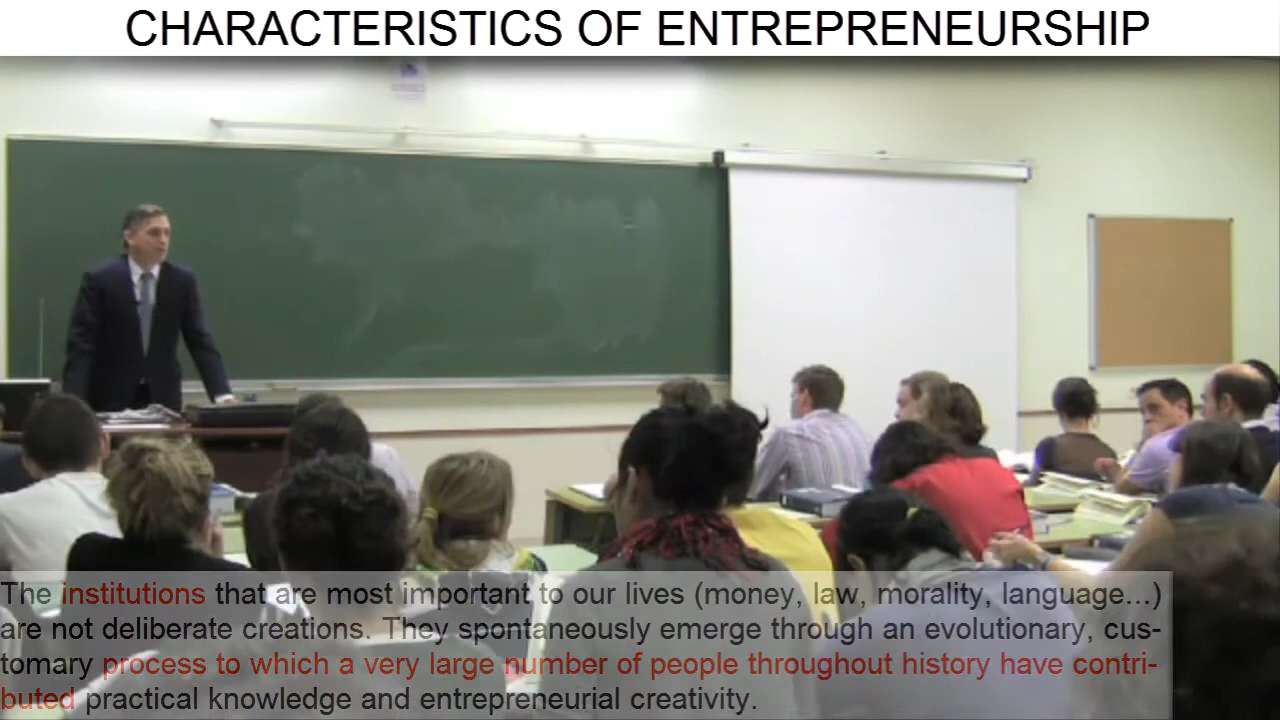 CHARACTERISTICS OF ENTREPRENEURSHIP
The institutions that are most important to our lives (money, law, morality, language...)
are not deliberate creations. They spontaneously emerge through an evolutionary, cus-
tomary process to which a very large number of people throughout history have contri-
buted practical knowledge and entrepreneurial creativity.